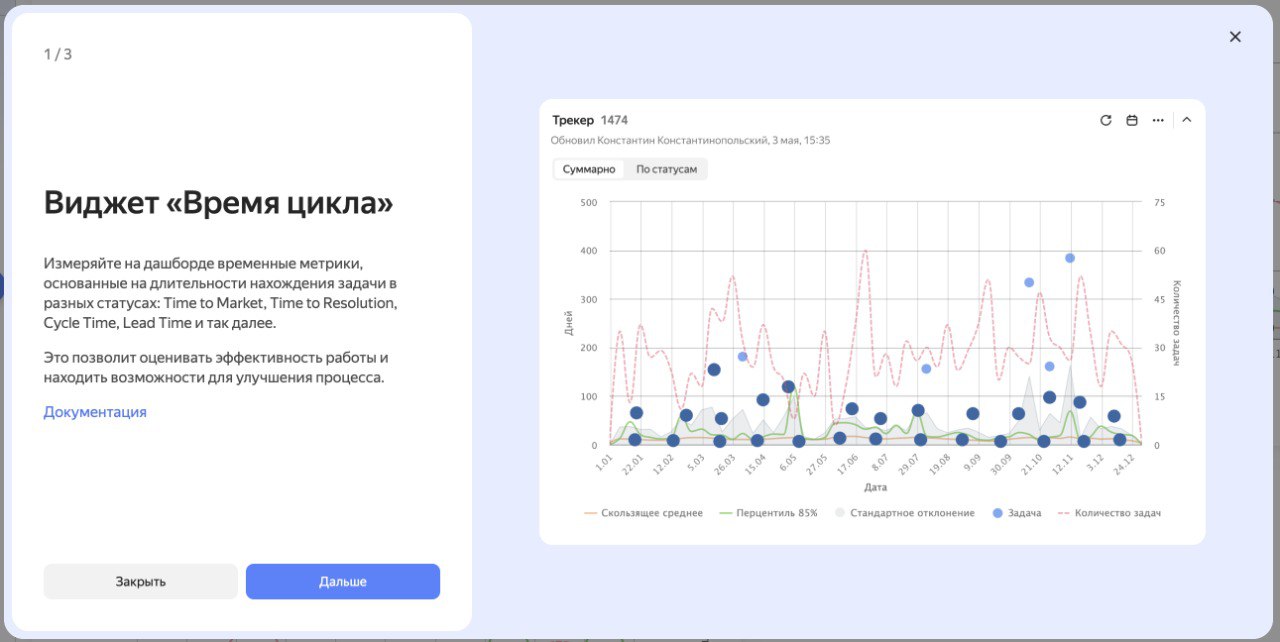 1 / 3
Виджет «Время цикла»
Измеряйте на дашборде временные метрики,
основанные на длительности нахождения задачи в
разных статусах: Time to Market, Time to Resolution,
Cycle Time, Lead Time и так далее.
Это позволит оценивать эффективность работы и
находить возможности для улучшения процесса.
Документация
Закрыть
Дальше
Трекер 1474
Обновил Константин Константинопольский, 3 мая, 15:35
Суммарно
По статусам
500
400
300
200
100
0
Дней
75
60
45
30
15
0
Количество задач
1.01
22.01
12.02
5.03
26.03
15.04
6.05
27.05
17.06
8.07
29.07
19.08
9.09
30.09
21.10
12.11
3.12
24.12
Дата
Скользящее среднее
Перцентиль 85%
Стандартное отклонение
Задача
Количество задач